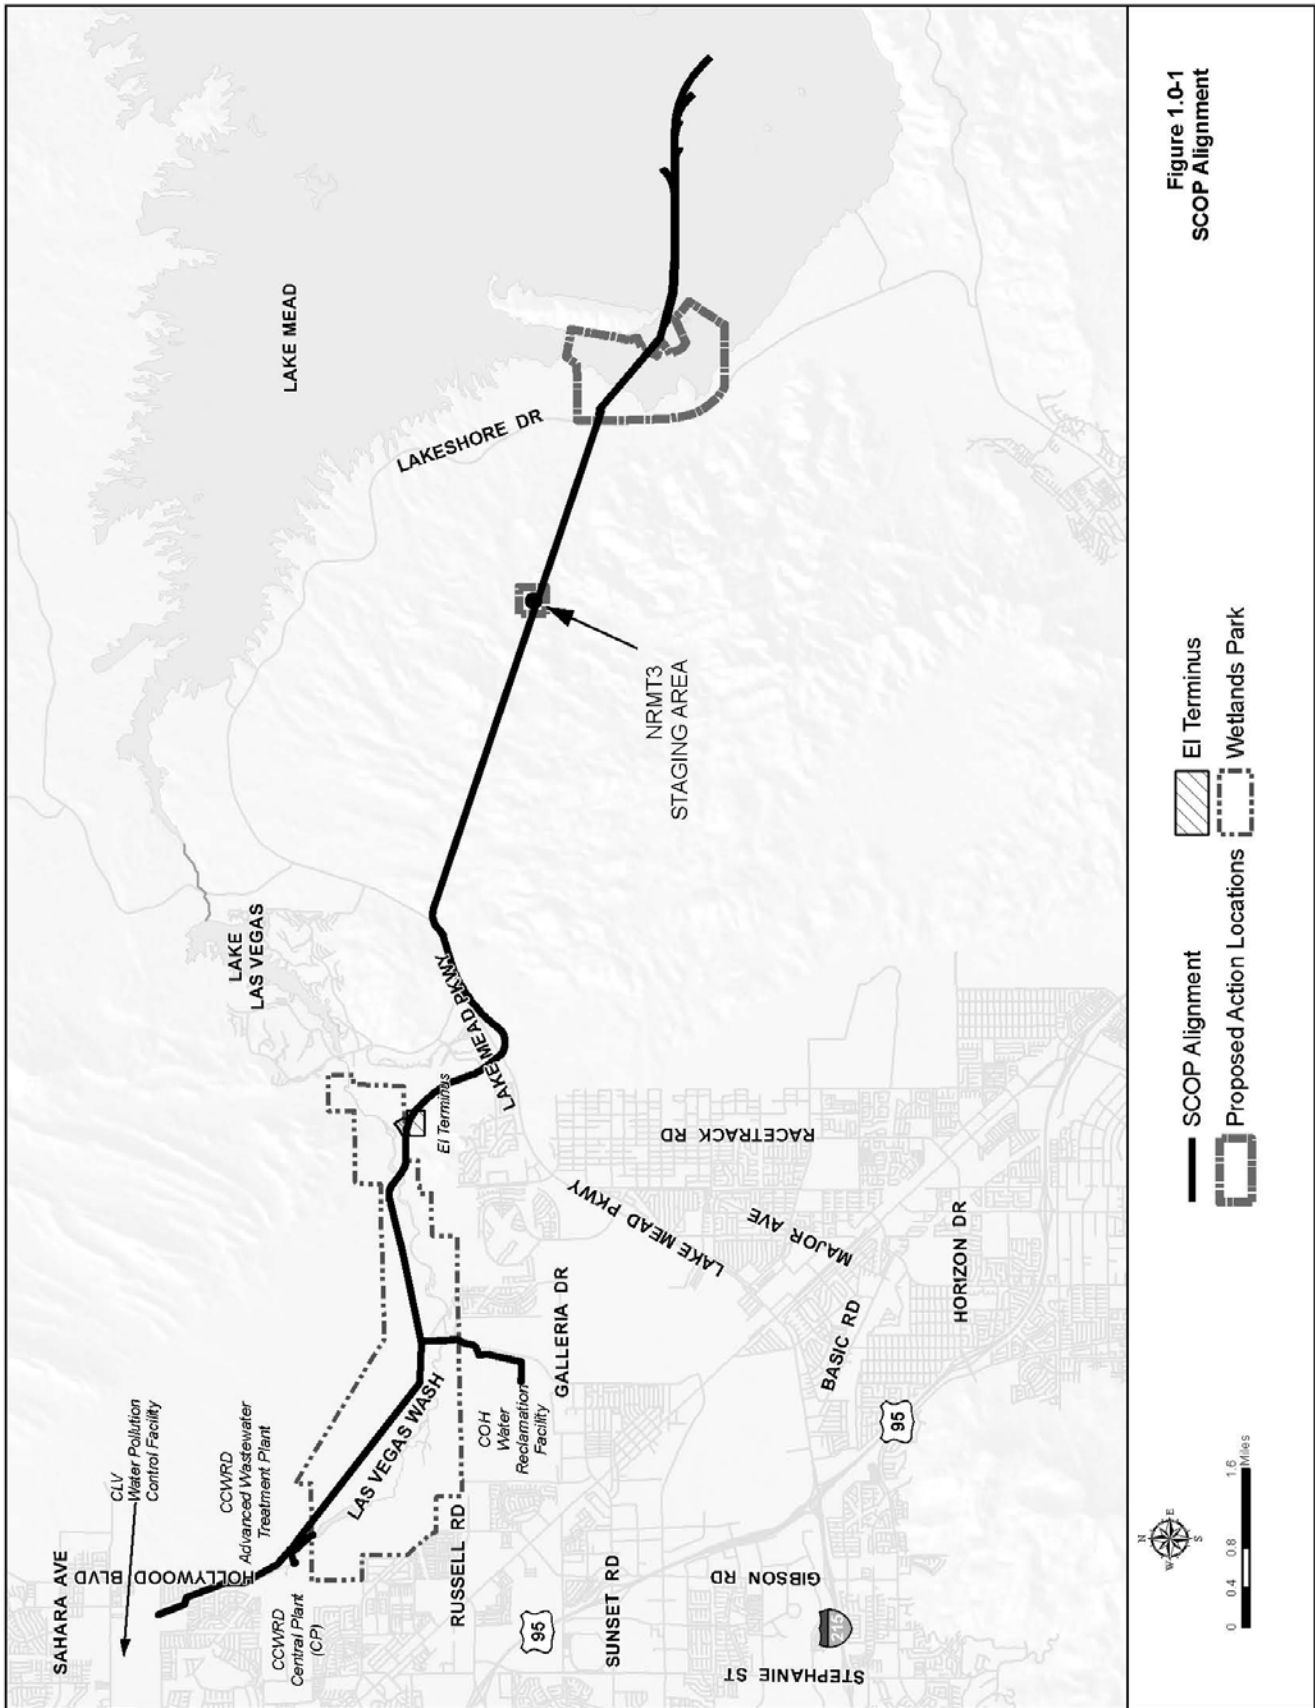 SAHARA AVE
CLV
Water Pollution
Control Facility
HOLLYWOOD BLVD
CCWRD
Advanced Wastewater
Treatment Plant
CCWRD
Central Plant
(CP)
LAS VEGAS WASH
RUSSELL RD
COH
Water
Reclamation
Facility
GALLERIA DR
95
SUNSET RD
GIBSON RD
STEPHANIE ST
215
95
BASIC RD
HORIZON DR
MAJOR AVE
LAKE MEAD PKWY
RACETRACK RD
EI Terminus
LAKE MEAD PKWY
LAKE
LAS VEGAS
NRMT3
STAGING AREA
LAKESHORE DR
LAKE MEAD
N
W
E
S
0 0.4 0.8 1.6
Miles
SCOP Alignment
EI Terminus
Proposed Action Locations
Wetlands Park
Figure 1.0-1
SCOP Alignment